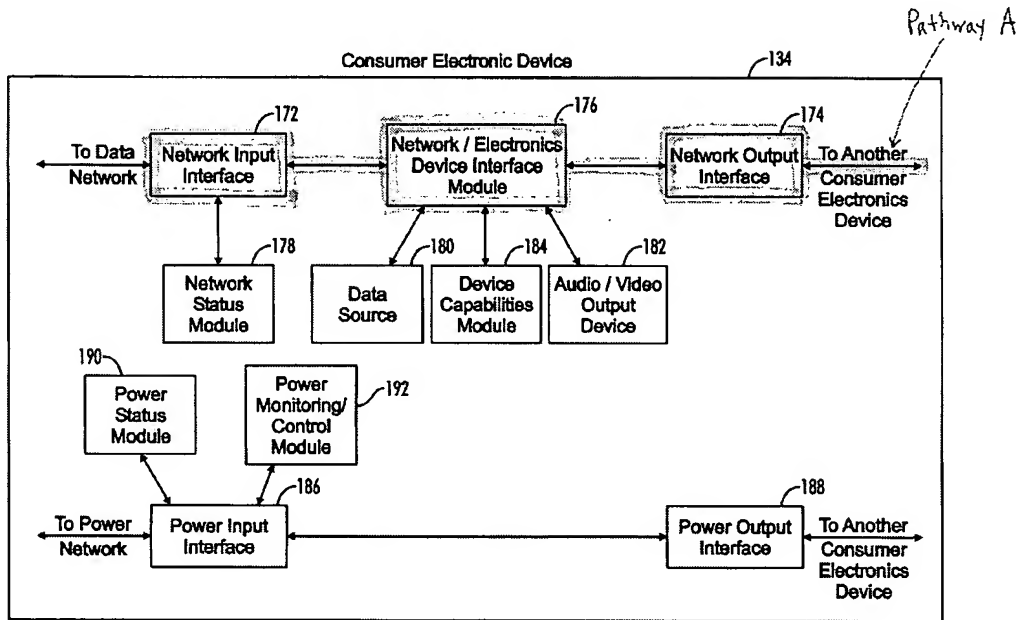 Pathway A
Consumer Electronic Device
134
172
176
174
To Data
Network
Network Input
Interface
Network / Electronics
Device Interface
Module
Network Output
Interface
To Another
Consumer
Electronics
Device
178
180
184
182
Network
Status
Module
Data
Source
Device
Capabilities
Module
Audio / Video
Output
Device
190
192
Power
Status
Module
Power
Monitoring/
Control
Module
186
188
To Power
Network
Power Input
Interface
Power Output
Interface
To Another
Consumer
Electronics
Device